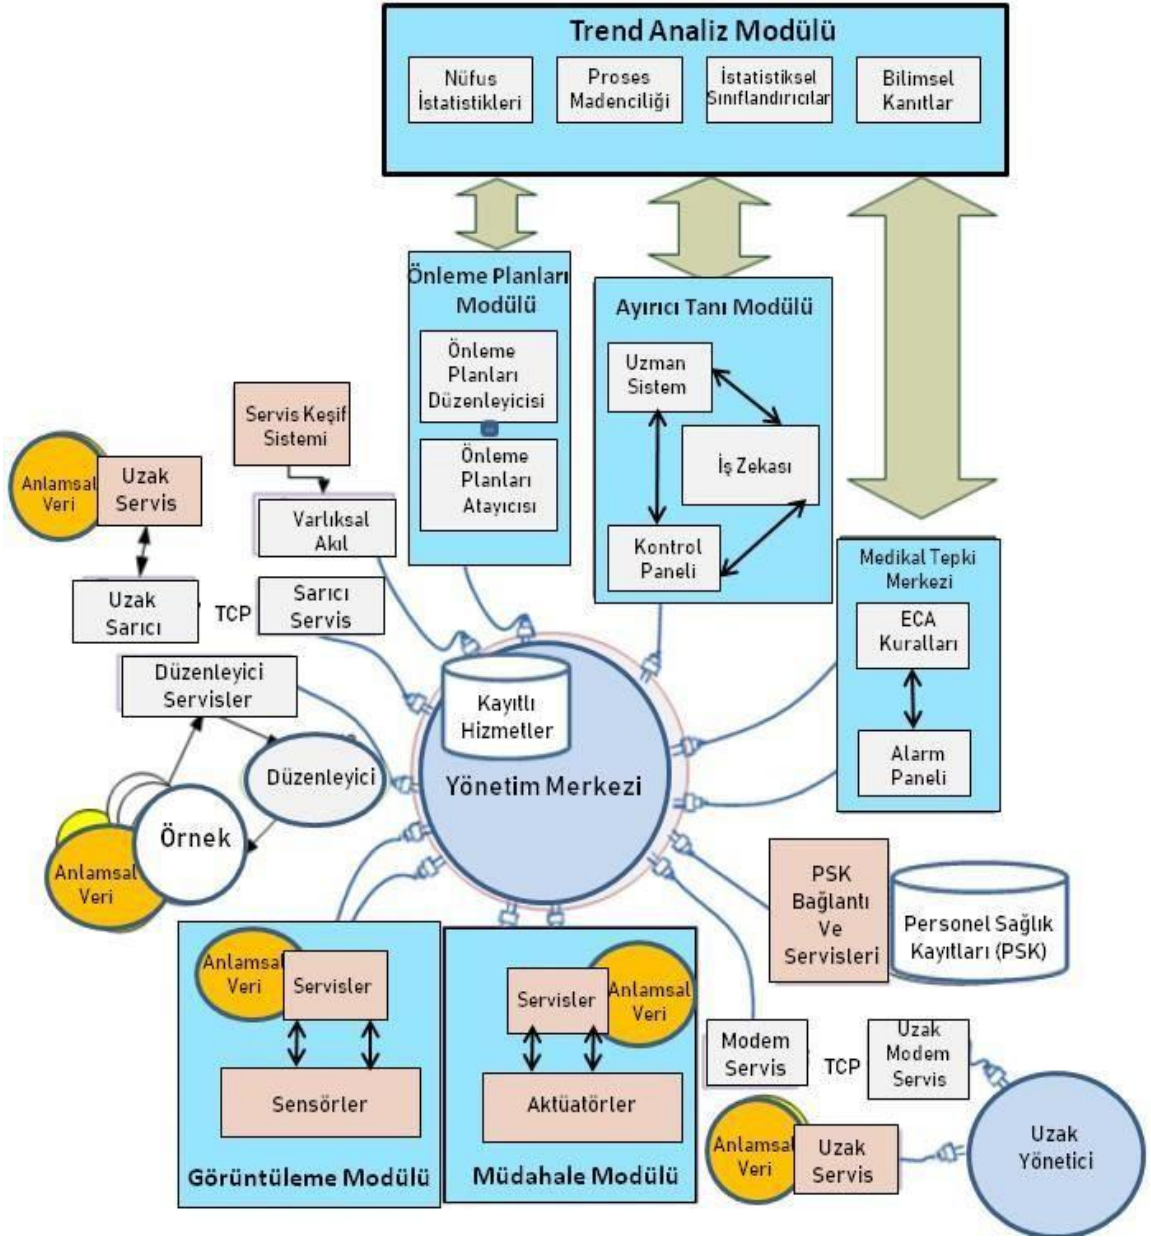 Trend Analiz Modülü
Nüfus
İstatistikleri
Proses
Madenciliği
İstatistiksel
Sınıflandırıcılar
Bilimsel
Kanıtlar
Önleme Planları
Modülü
Önleme
Planları
Düzenleyicisi
Önleme
Planları
Atayıcısı
Ayırıcı Tanı Modülü
Uzman
Sistem
İş Zekası
Kontrol
Paneli
Medikal Tepki
Merkezi
ECA
Kuralları
Alarm
Paneli
Servis Keşif
Sistemi
Anlamsal
Veri
Uzak
Servis
Varlıksal
Akıl
Uzak
Sarıcı
TCP
Sarıcı
Servis
Düzenleyici
Servisler
Düzenleyici
Örnek
Anlamsal
Veri
Kayıtlı
Hizmetler
Yönetim Merkezi
PSK
Bağlantı
Ve
Servisleri
Personel Sağlık
Kayıtları (PSK)
Anlamsal
Veri
Servisler
Sensörler
Görüntüleme Modülü
Servisler
Anlamsal
Veri
Aktüatörler
Müdahale Modülü
Modem
Servis
TCP
Uzak
Modem
Servis
Anlamsal
Veri
Uzak
Servis
Uzak
Yönetici